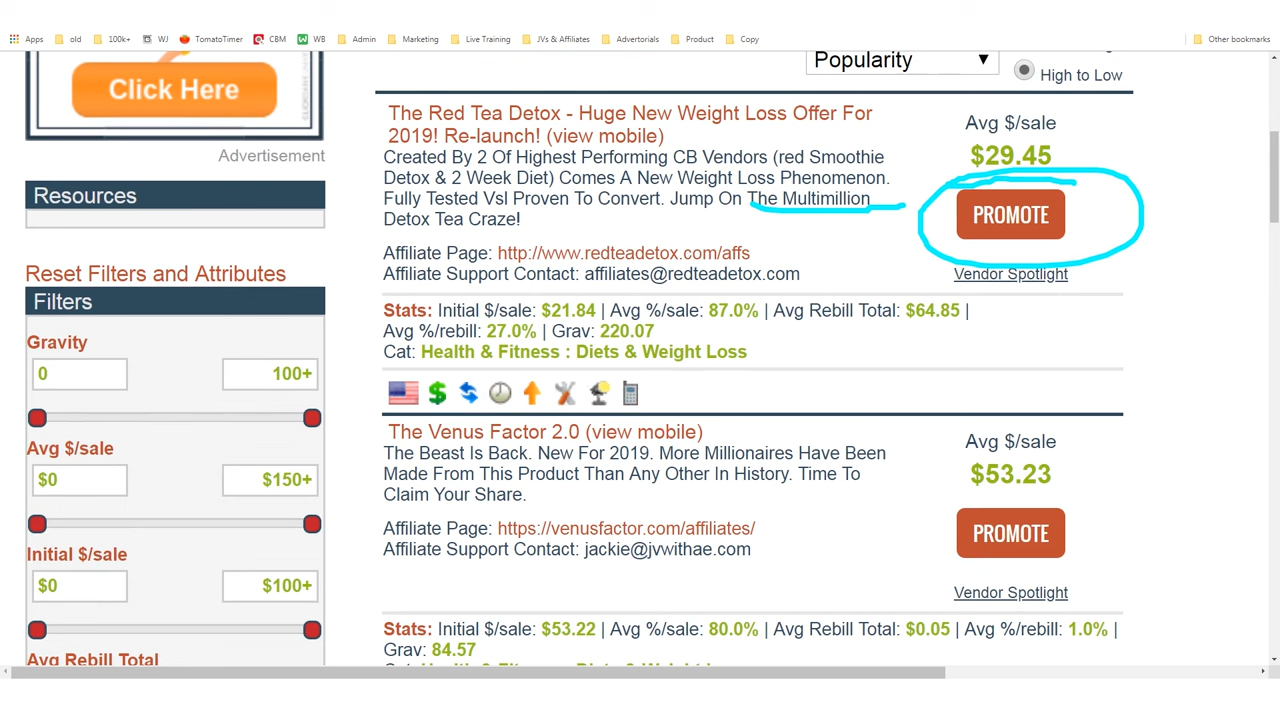 Apps old 100k+ WJ TomatoTimer CBM WB Admin Marketing Live Training JVs & Affiliates Advertorials Product Copy Other bookmarks
Click Here
Advertisement
Resources
Reset Filters and Attributes
Filters
Gravity
0 100+
Avg $/sale
$0 $150+
Initial $/sale
$0 $100+
Avg Rebill Total
Popularity
High to Low
The Red Tea Detox - Huge New Weight Loss Offer For
2019! Re-launch! (view mobile)
Created By 2 Of Highest Performing CB Vendors (red Smoothie
Detox & 2 Week Diet) Comes A New Weight Loss Phenomenon.
Fully Tested Vsl Proven To Convert. Jump On The Multimillion
Detox Tea Craze!
Affiliate Page: http://www.redteadetox.com/affs
Affiliate Support Contact: affiliates@redteadetox.com
Avg $/sale
$29.45
PROMOTE
Vendor Spotlight
Stats: Initial $/sale: $21.84 | Avg %/sale: 87.0% | Avg Rebill Total: $64.85 |
Avg %/rebill: 27.0% | Grav: 220.07
Cat: Health & Fitness : Diets & Weight Loss
The Venus Factor 2.0 (view mobile)
The Beast Is Back. New For 2019. More Millionaires Have Been
Made From This Product Than Any Other In History. Time To
Claim Your Share.
Affiliate Page: https://venusfactor.com/affiliates/
Affiliate Support Contact: jackie@jvwithae.com
Avg $/sale
$53.23
PROMOTE
Vendor Spotlight
Stats: Initial $/sale: $53.22 | Avg %/sale: 80.0% | Avg Rebill Total: $0.05 | Avg %/rebill: 1.0% |
Grav: 84.57